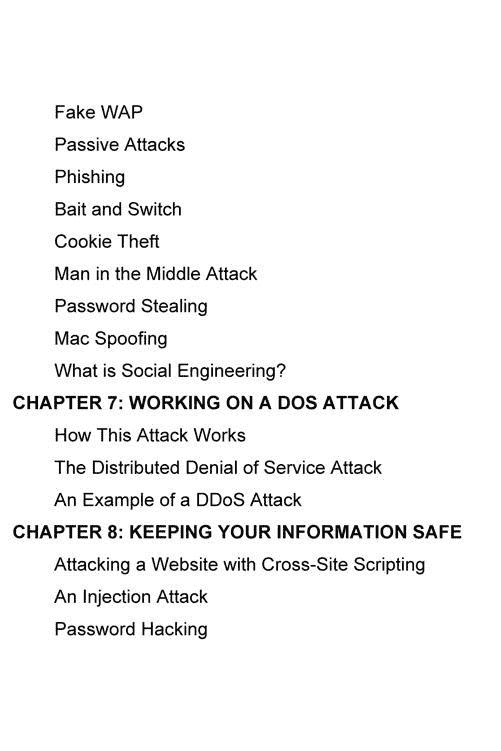 Fake WAP
Passive Attacks
Phishing
Bait and Switch
Cookie Theft
Man in the Middle Attack
Password Stealing
Mac Spoofing
What is Social Engineering?
CHAPTER 7: WORKING ON A DOS ATTACK
How This Attack Works
The Distributed Denial of Service Attack
An Example of a DDoS Attack
CHAPTER 8: KEEPING YOUR INFORMATION SAFE
Attacking a Website with Cross-Site Scripting
An Injection Attack
Password Hacking